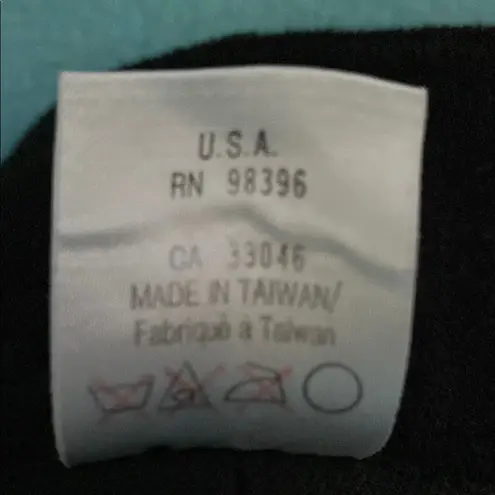 U.S.A.
RN 98396
CA 33046
MADE IN TAIWAN/
Fabriqué à Taiwan